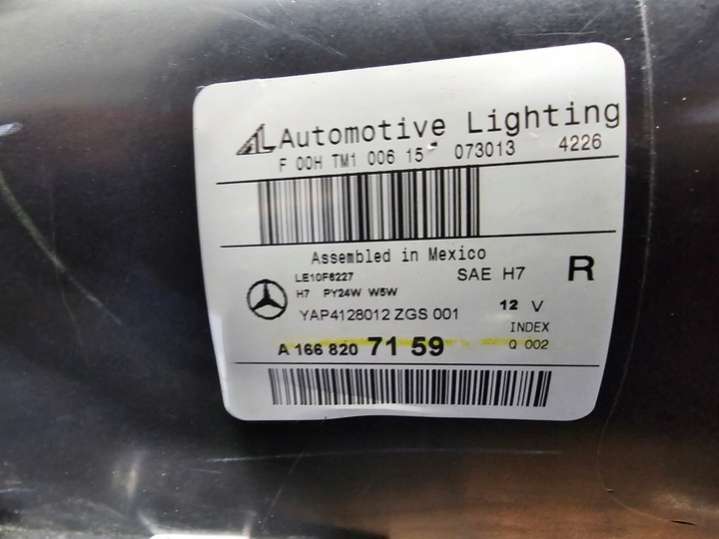 AL Automotive Lighting
F 00H TM1 006 15 073013 4226
Assembled in Mexico
LE10F6227 SAE H7 R
H7 PY24W W5W
YAP4128012 ZGS 001 12 V
INDEX
A 166 820 71 59 Q 002